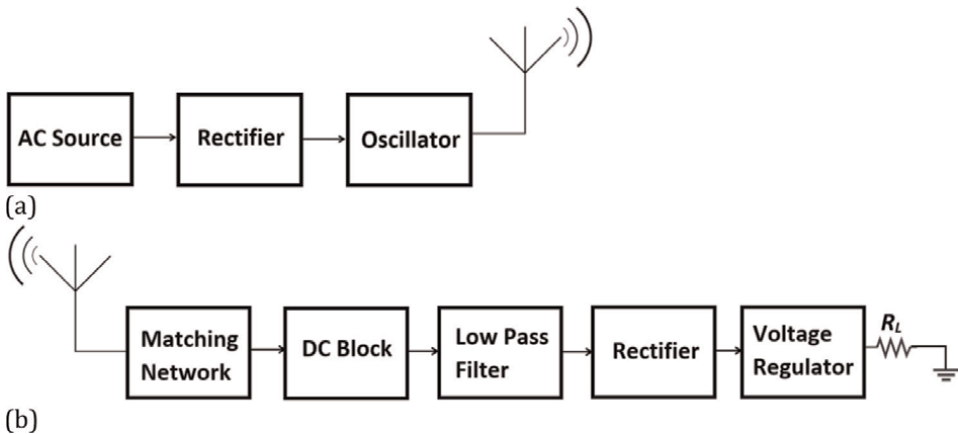 AC Source
Rectifier
Oscillator
(a)
Matching
Network
DC Block
Low Pass
Filter
Rectifier
Voltage
Regulator
RL
(b)